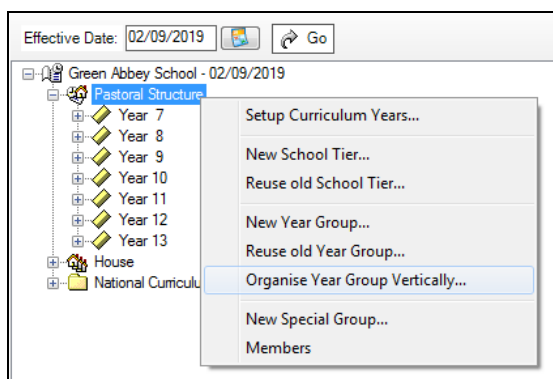 Effective Date: 02/09/2019 Go
Green Abbey School - 02/09/2019
Pastoral Structure
Setup Curriculum Years...
Year 7
Year 8
New School Tier...
Year 9
Reuse old School Tier...
Year 10
Year 11
New Year Group...
Year 12
Reuse old Year Group...
Year 13
House
Organise Year Group Vertically...
National Curriculu
New Special Group...
Members